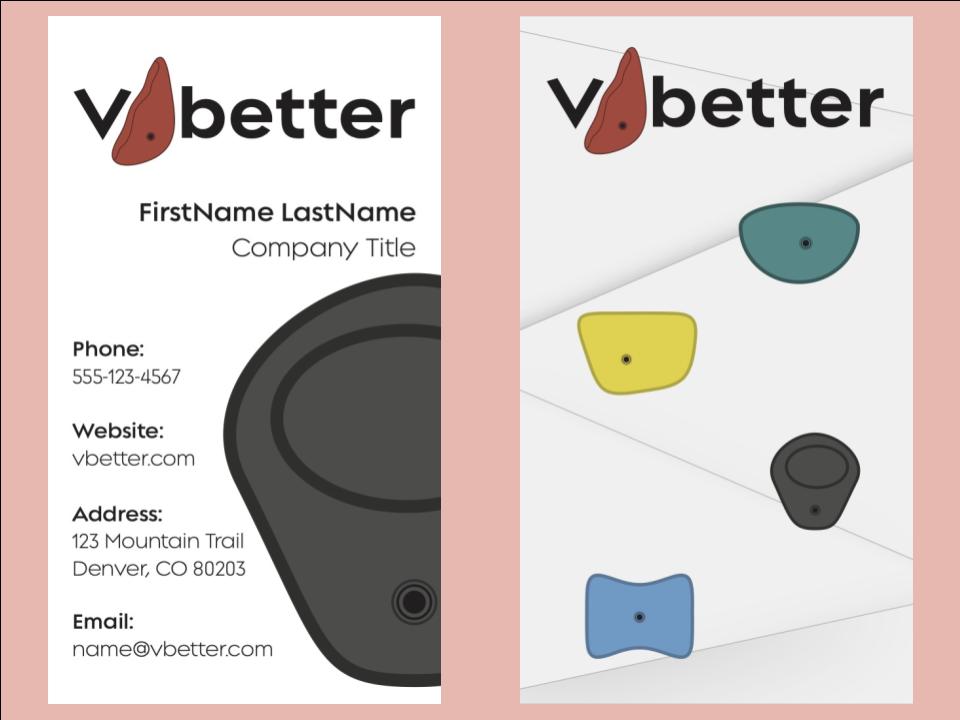 vbetter
FirstName LastName
Company Title
Phone:
555-123-4567
Website:
vbetter.com
Address:
123 Mountain Trail
Denver, CO 80203
Email:
name@vbetter.com
vbetter